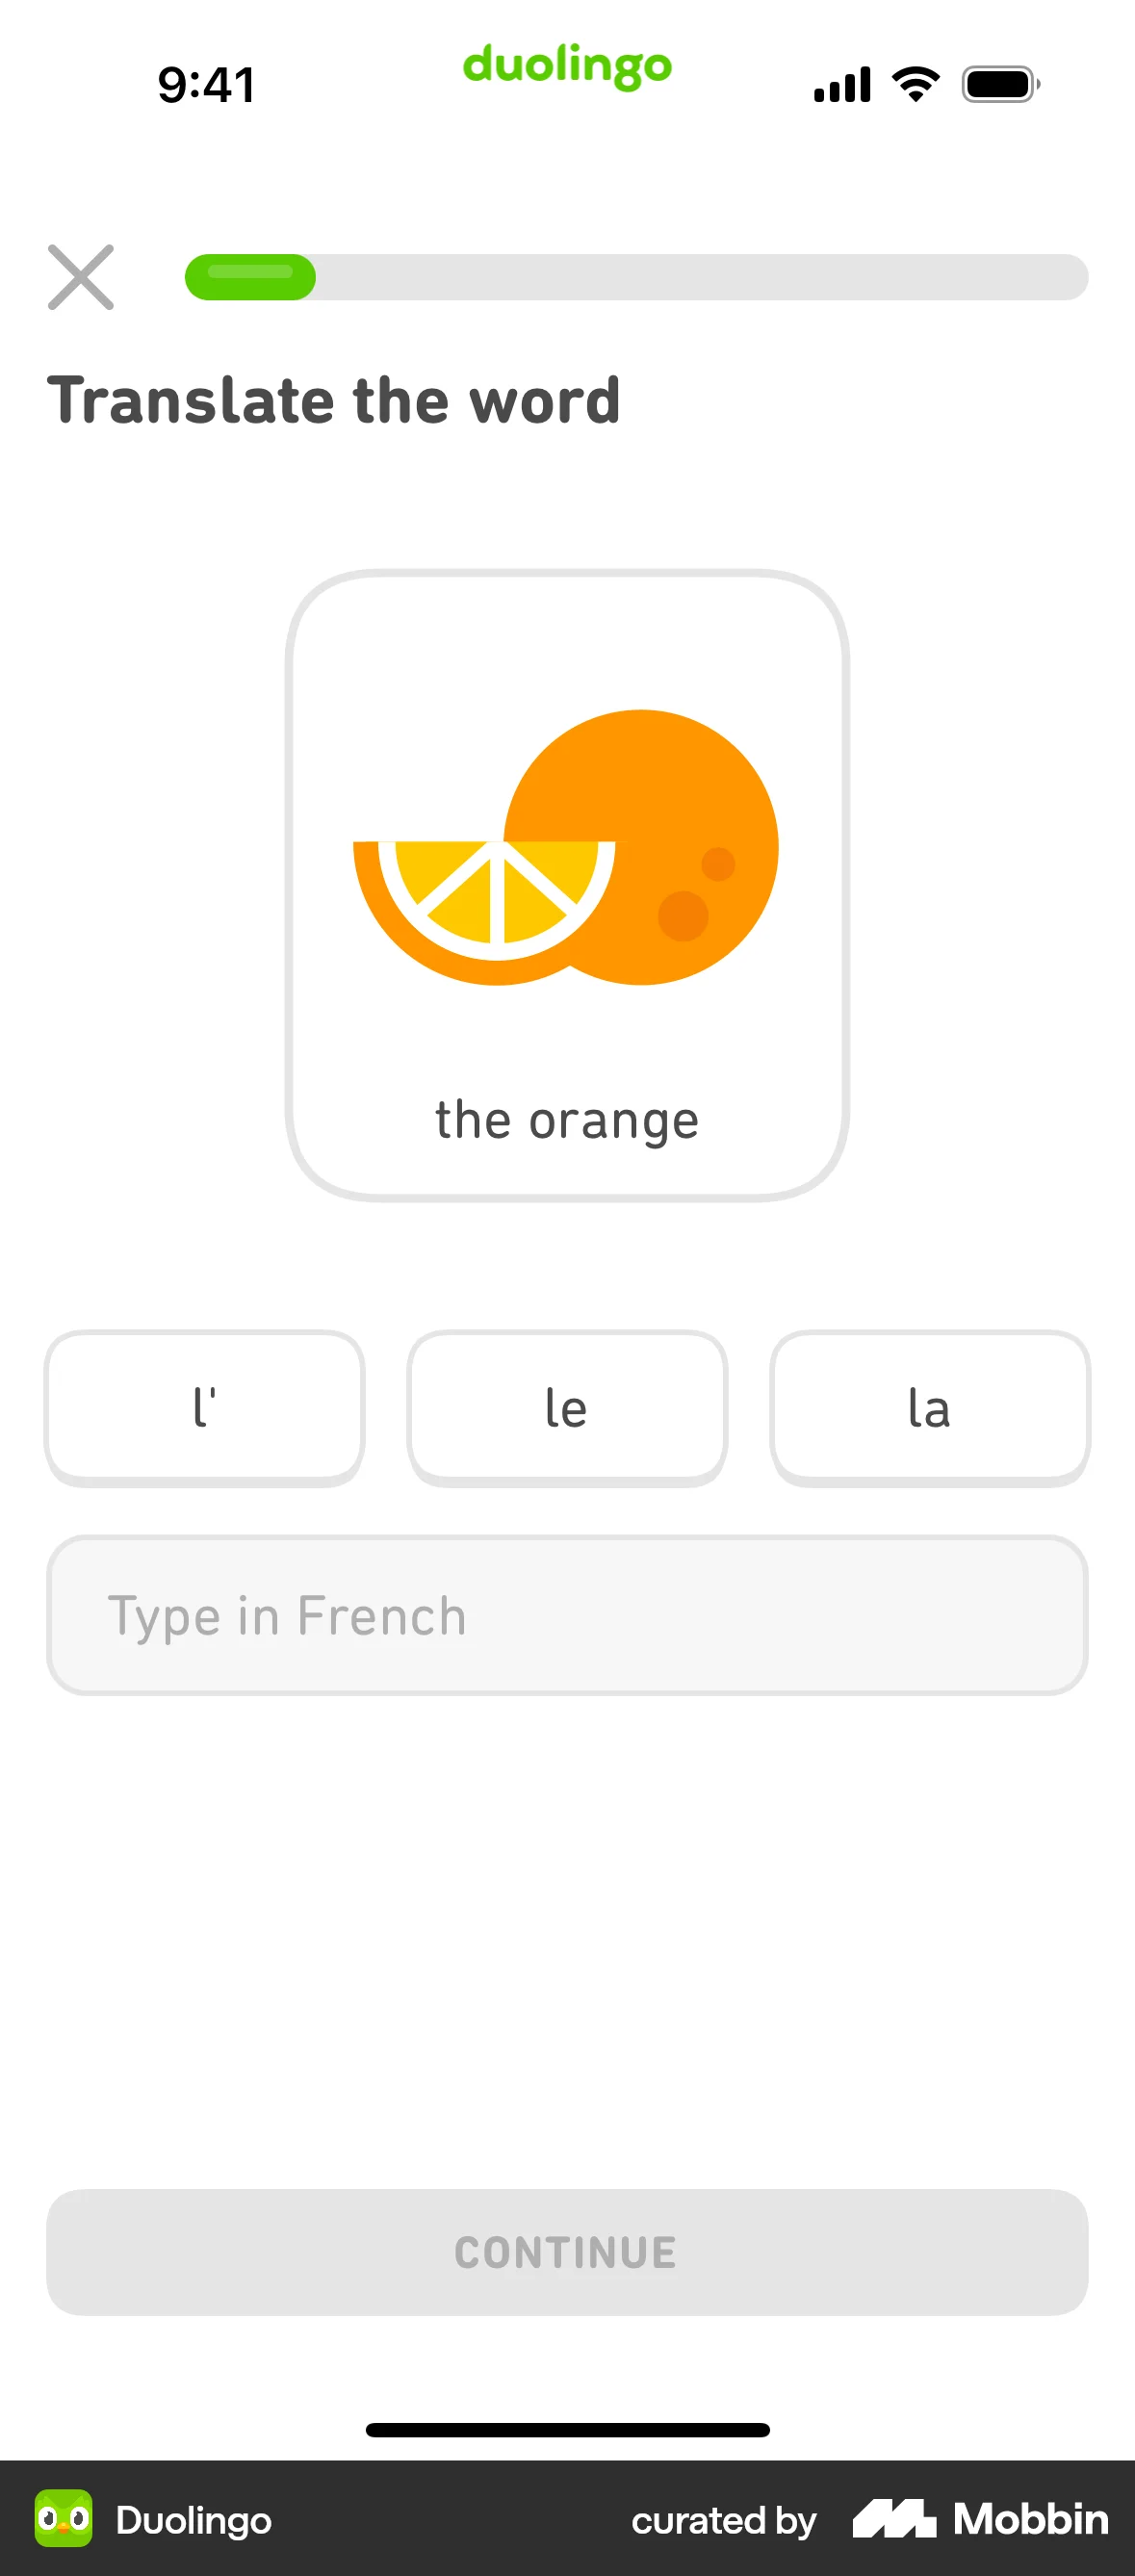 9:41
duolingo
Translate the word
the orange
l' le la
Type in French
CONTINUE
Duolingo curated by Mobbin